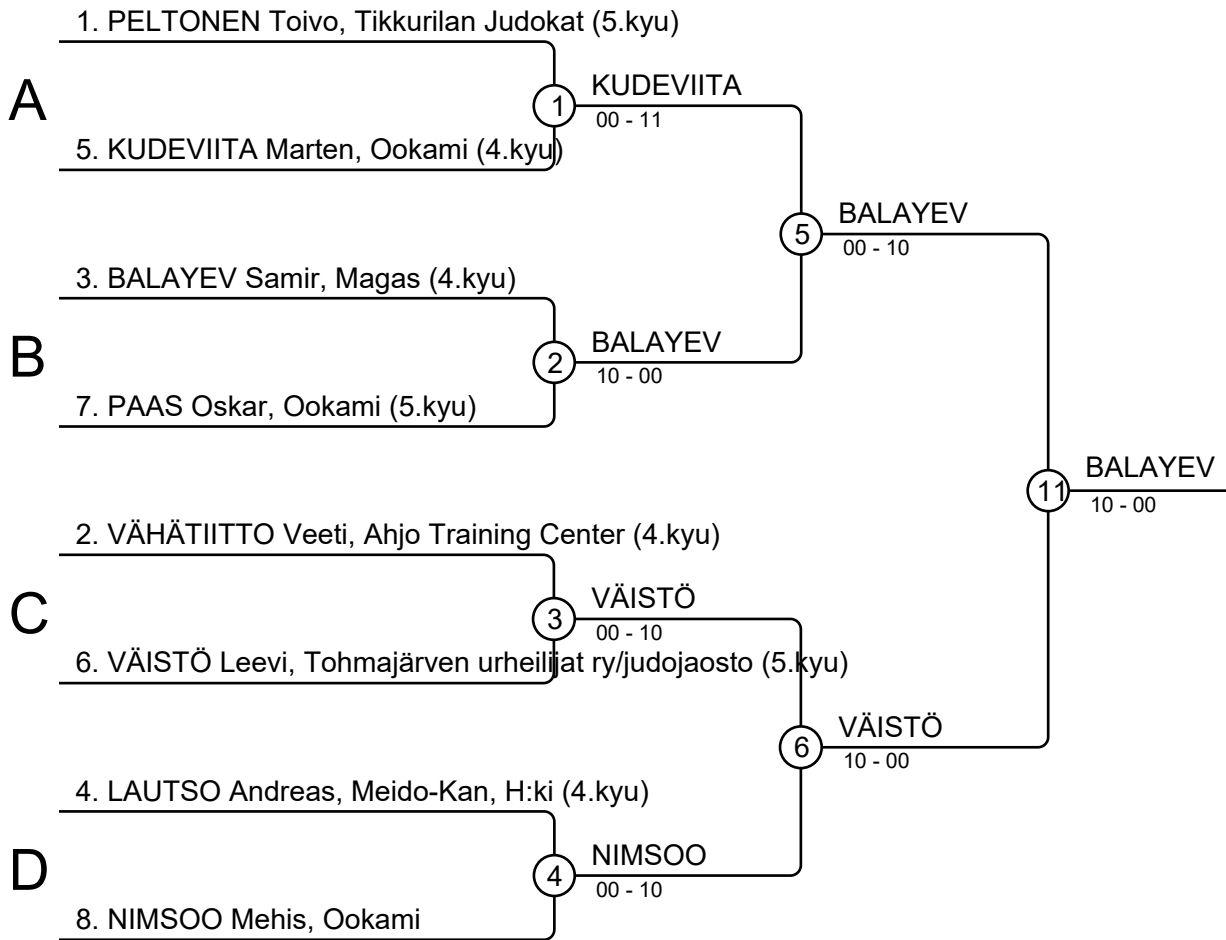 1. PELTONEN Toivo, Tikkurilan Judokat (5.kyu)
A
1
KUDEVIITA
00 - 11
5. KUDEVIITA Marten, Ookami (4.kyu)
5
BALAYEV
00 - 10
3. BALAYEV Samir, Magas (4.kyu)
B
2
BALAYEV
10 - 00
7. PAAS Oskar, Ookami (5.kyu)
11
BALAYEV
10 - 00
2. VÄHÄTIITTO Veeti, Ahjo Training Center (4.kyu)
C
3
VÄISTÖ
00 - 10
6. VÄISTÖ Leevi, Tohmajärven urheilijat ry/judojaosto (5.kyu)
6
VÄISTÖ
10 - 00
4. LAUTSO Andreas, Meido-Kan, H:ki (4.kyu)
D
4
NIMSOO
00 - 10
8. NIMSOO Mehis, Ookami